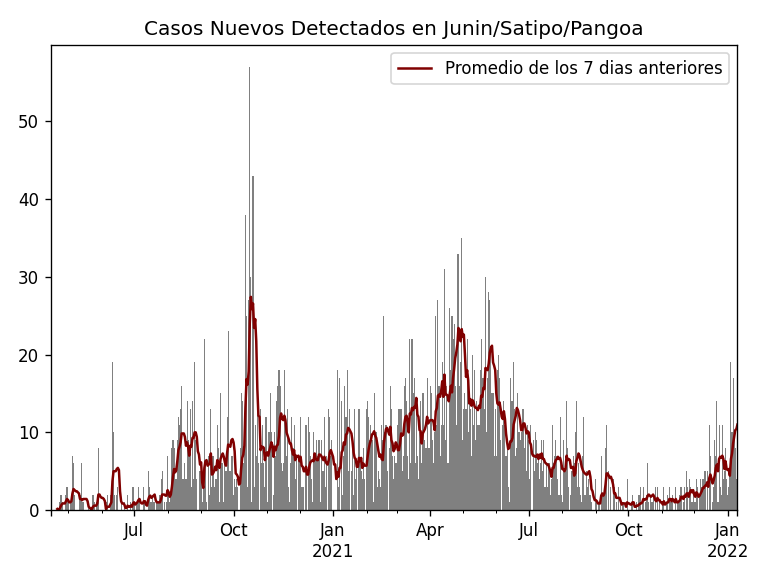 Casos Nuevos Detectados en Junin/Satipo/Pangoa
Promedio de los 7 dias anteriores
50
40
30
20
10
0
Jul Oct Jan Apr Jul Oct Jan
2021 2022